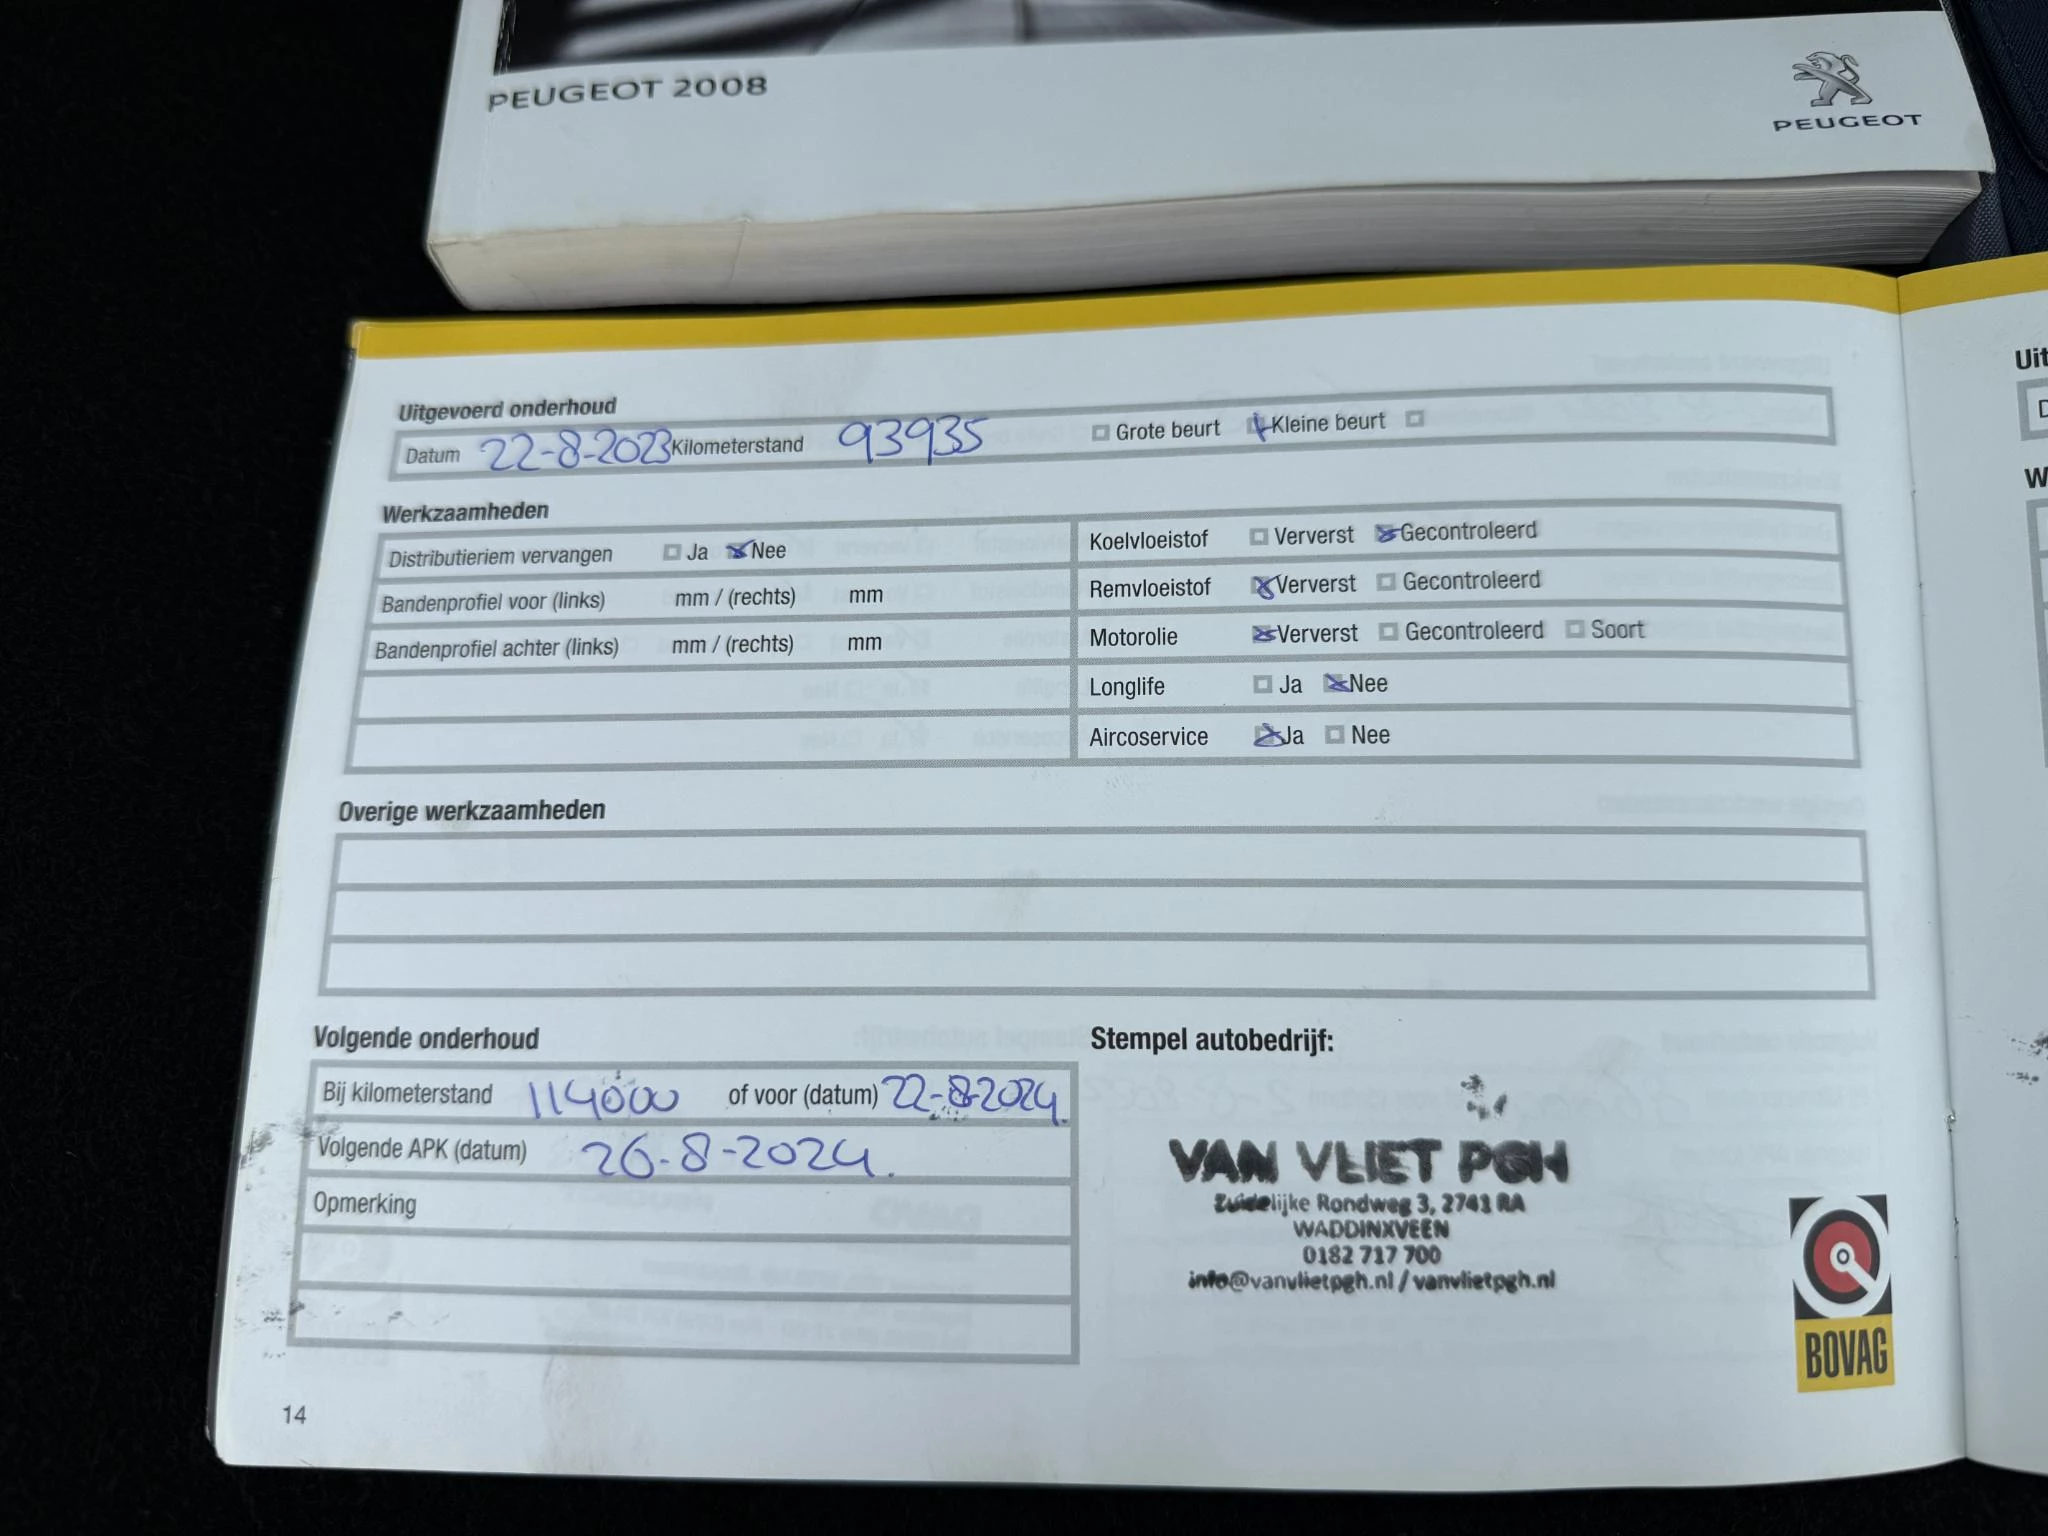 PEUGEOT 2008
PEUGEOT
Uitgevoerd onderhoud
Datum 22-8-2023 Kilometerstand 93935 Grote beurt Kleine beurt
Werkzaamheden
Distributieriem vervangen Ja Nee
Bandenprofiel voor (links) mm / (rechts) mm
Bandenprofiel achter (links) mm / (rechts) mm
Koelvloeistof Ververst Gecontroleerd
Remvloeistof Ververst Gecontroleerd
Motorolie Ververst Gecontroleerd Soort
Longlife Ja Nee
Aircoservice Ja Nee
Overige werkzaamheden
Volgende onderhoud
Bij kilometerstand 114000 of voor (datum) 22-8-2024.
Volgende APK (datum) 26-8-2024.
Opmerking
Stempel autobedrijf:
VAN VLIET PGH
Zuidelijke Rondweg 3, 2741 RA
WADDINXVEEN
0182 717 700
info@vanvlietpgh.nl / vanvlietpgh.nl
BOVAG
14
Uit
D
W